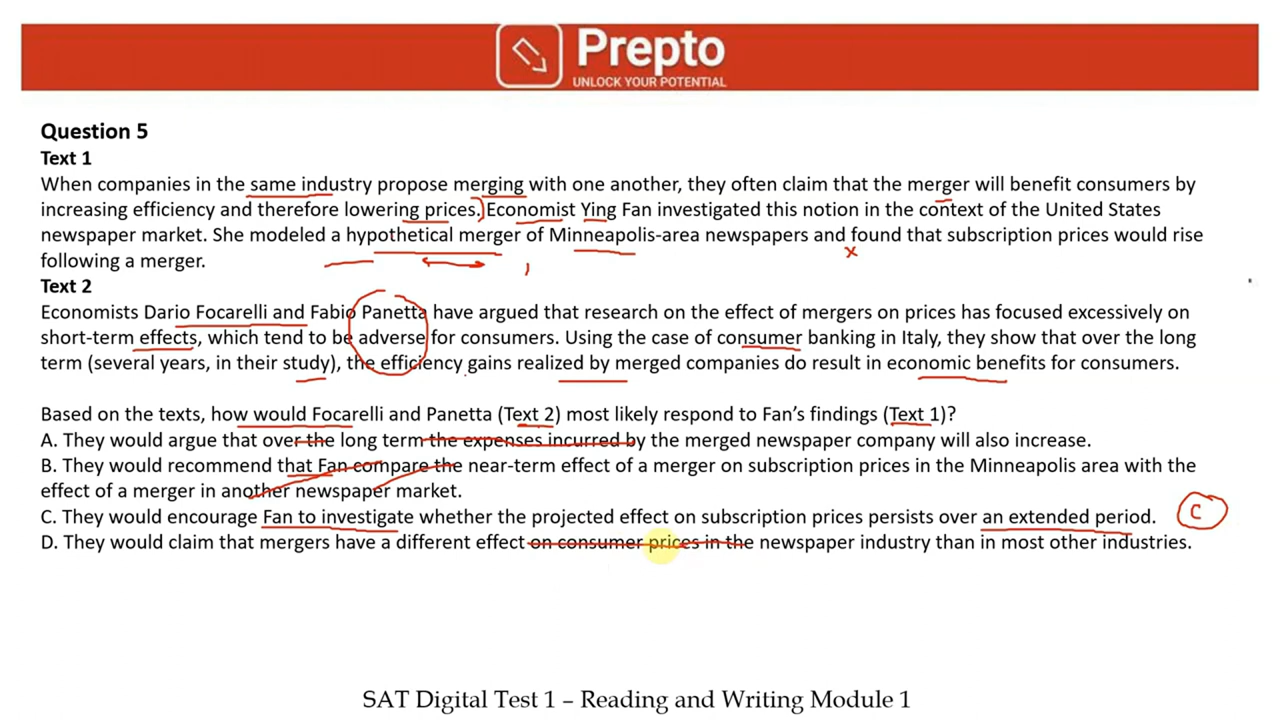 Prepto
UNLOCK YOUR POTENTIAL
Question 5
Text 1
When companies in the same industry propose merging with one another, they often claim that the merger will benefit consumers by
increasing efficiency and therefore lowering prices. Economist Ying Fan investigated this notion in the context of the United States
newspaper market. She modeled a hypothetical merger of Minneapolis-area newspapers and found that subscription prices would rise
following a merger.
Text 2
Economists Dario Focarelli and Fabio Panetta have argued that research on the effect of mergers on prices has focused excessively on
short-term effects, which tend to be adverse for consumers. Using the case of consumer banking in Italy, they show that over the long
term (several years, in their study), the efficiency gains realized by merged companies do result in economic benefits for consumers.
Based on the texts, how would Focarelli and Panetta (Text 2) most likely respond to Fan's findings (Text 1)?
A. They would argue that over the long term the expenses incurred by the merged newspaper company will also increase.
B. They would recommend that Fan compare the near-term effect of a merger on subscription prices in the Minneapolis area with the
effect of a merger in another newspaper market.
C. They would encourage Fan to investigate whether the projected effect on subscription prices persists over an extended period.
C
D. They would claim that mergers have a different effect on consumer prices in the newspaper industry than in most other industries.
SAT Digital Test 1 – Reading and Writing Module 1